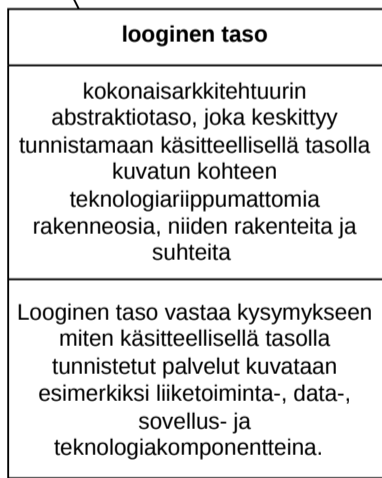 looginen taso
kokonaisarkkitehtuurin
abstraktiotaso, joka keskittyy
tunnistamaan käsitteellisellä tasolla
kuvatun kohteen
teknologiariippumattomia
rakenneosia, niiden rakenteita ja
suhteita
Looginen taso vastaa kysymykseen
miten käsitteellisellä tasolla
tunnistetut palvelut kuvataan
esimerkiksi liiketoiminta-, data-,
sovellus- ja
teknologiakomponentteina.